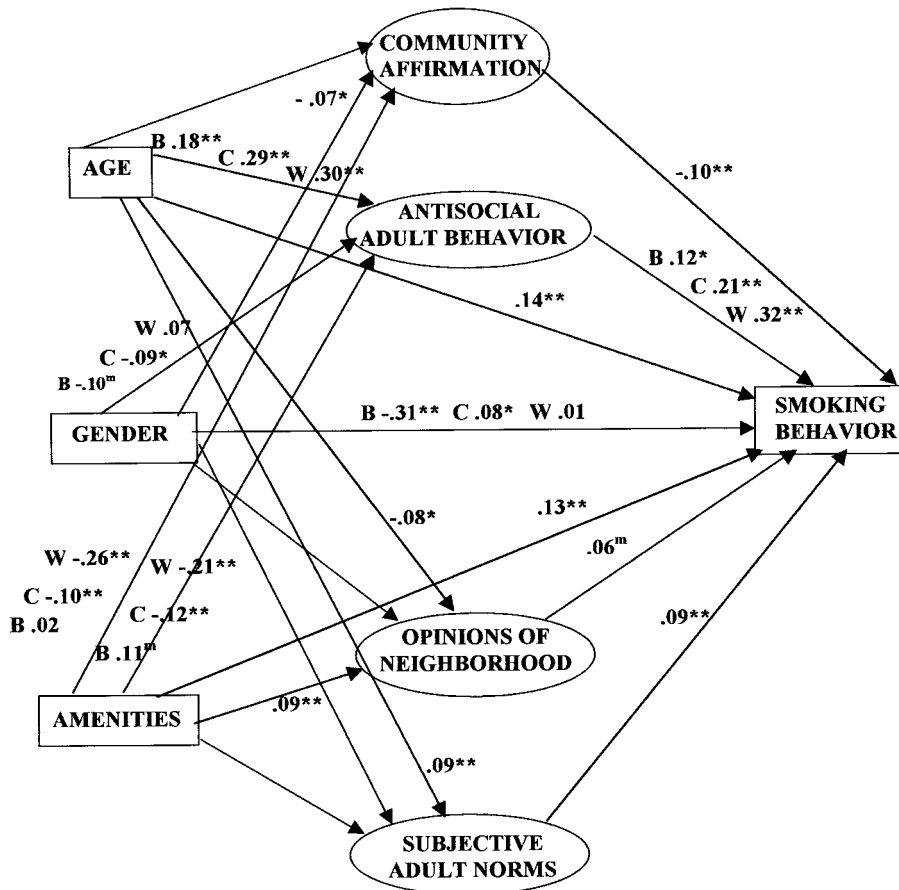 COMMUNITY
AFFIRMATION
- .07*
B .18**
C .29**
W .30**
AGE
-.10**
ANTISOCIAL
ADULT BEHAVIOR
B .12*
C .21**
W .32**
.14**
W .07
C -.09*
B -.10ᵐ
GENDER
B -.31** C .08* W .01
SMOKING
BEHAVIOR
.13**
-.08*
.06ᵐ
W -.26**
W -.21**
C -.10**
C -.12**
B .02
B .11ᵐ
.09**
OPINIONS OF
NEIGHBORHOOD
AMENITIES
.09**
.09**
SUBJECTIVE
ADULT NORMS